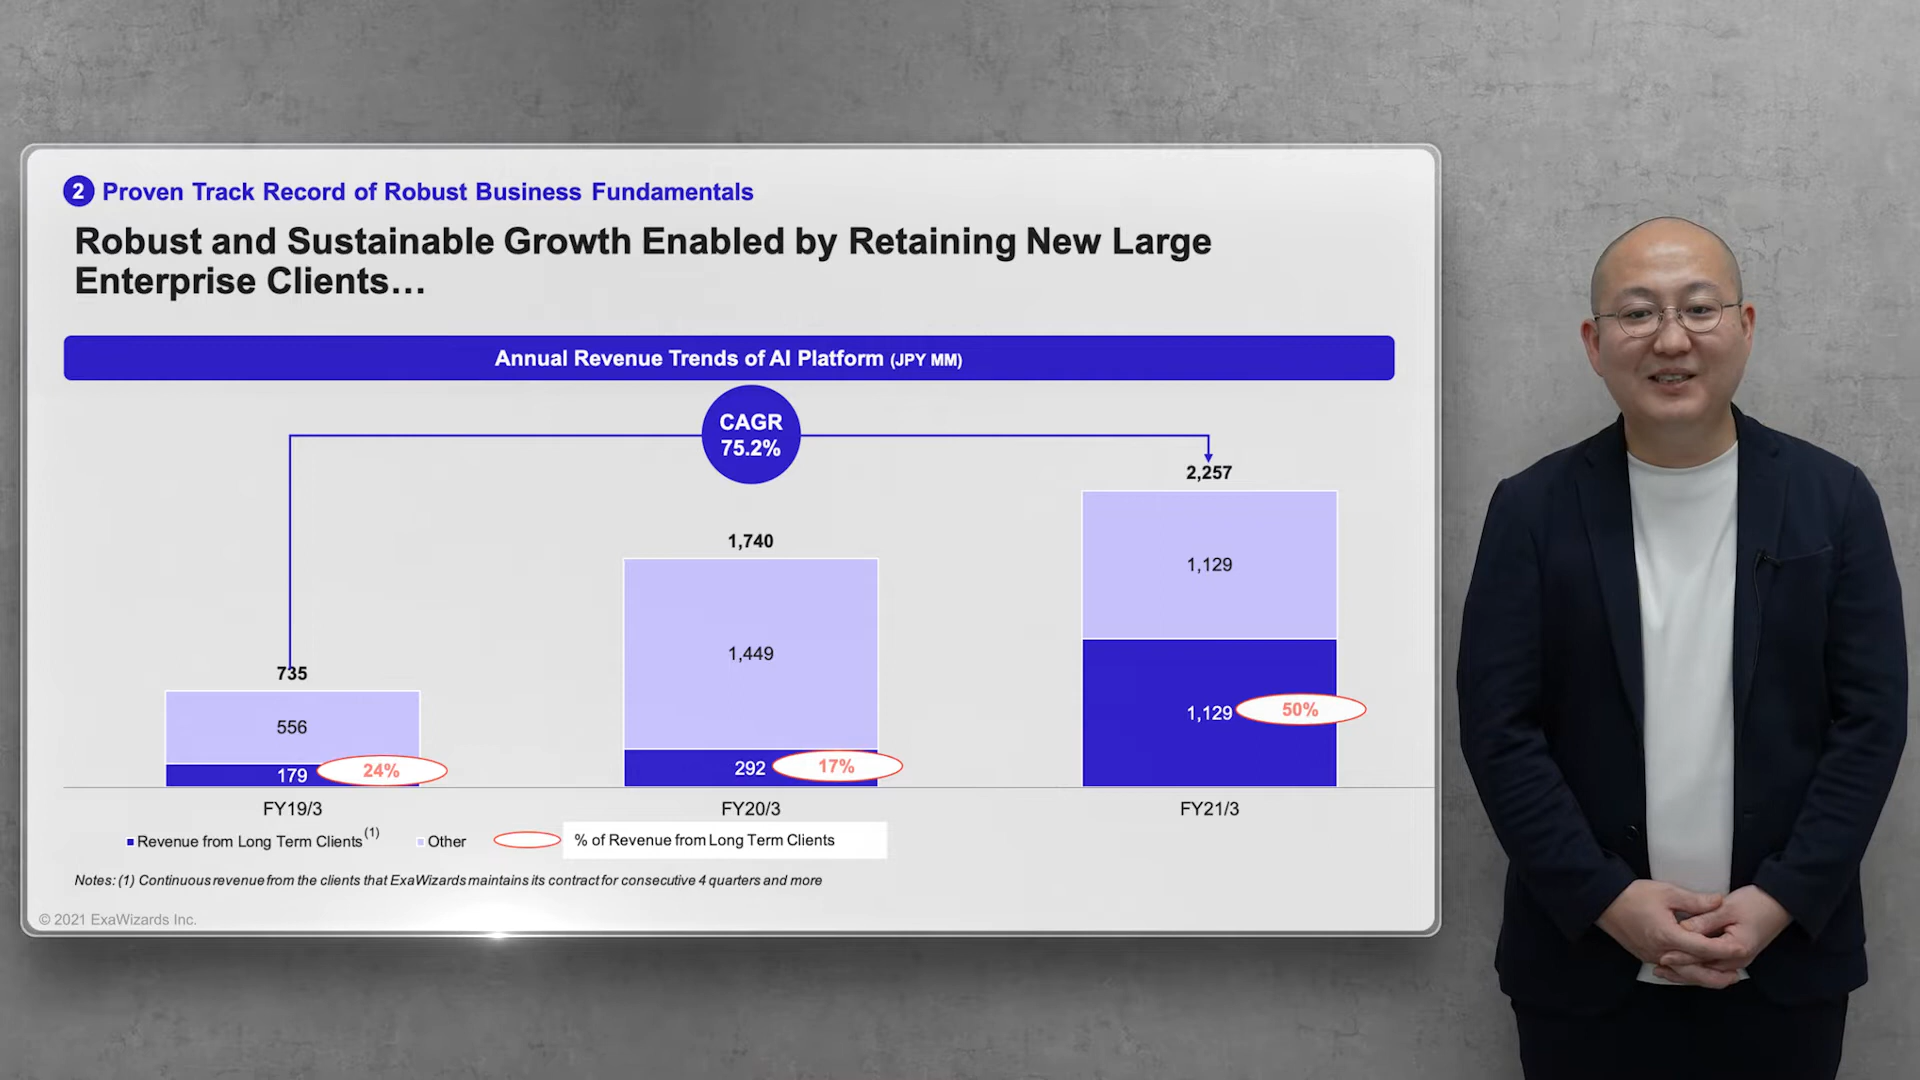 2 Proven Track Record of Robust Business Fundamentals
Robust and Sustainable Growth Enabled by Retaining New Large
Enterprise Clients…
Annual Revenue Trends of AI Platform (JPY MM)
CAGR
75.2%
2,257
1,740
735
1,129
1,449
556
1,129 50%
292 17%
179 24%
FY19/3 FY20/3 FY21/3
Revenue from Long Term Clients(1) Other % of Revenue from Long Term Clients
Notes: (1) Continuous revenue from the clients that ExaWizards maintains its contract for consecutive 4 quarters and more
© 2021 ExaWizards Inc.